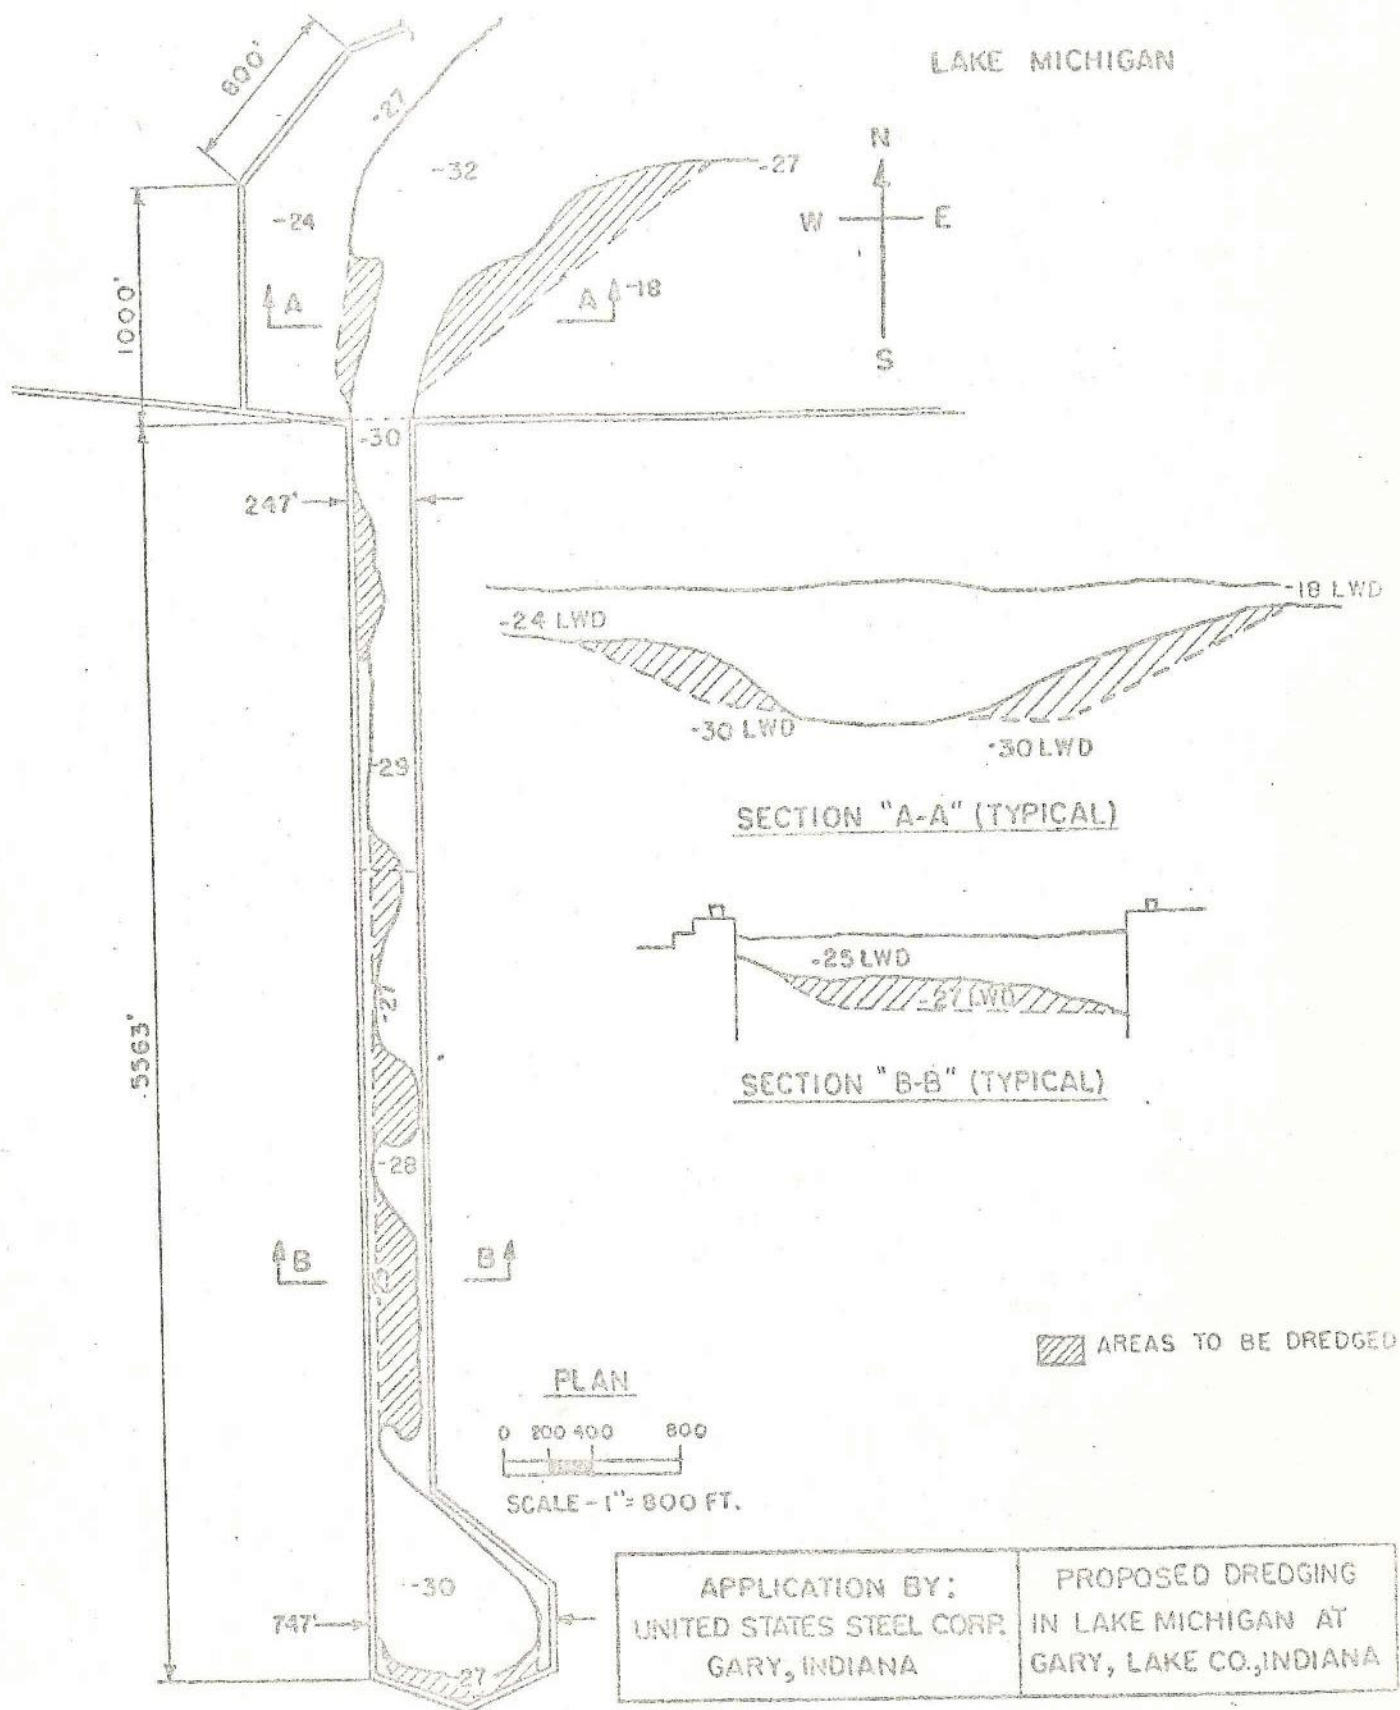 LAKE MICHIGAN
800'
-27
-32
-27
N
W E
S
-24
1000'
A
A
-18
-30
247'
-18 LWD
-24 LWD
-30 LWD
-30 LWD
SECTION "A-A" (TYPICAL)
-29
-25 LWD
-27 LWD
SECTION "B-B" (TYPICAL)
-27
5563'
-28
B
B
-25
AREAS TO BE DREDGED
PLAN
0 200 400 800
SCALE - 1" = 800 FT.
-30
747'
-27
APPLICATION BY:
UNITED STATES STEEL CORP.
GARY, INDIANA
PROPOSED DREDGING
IN LAKE MICHIGAN AT
GARY, LAKE CO., INDIANA